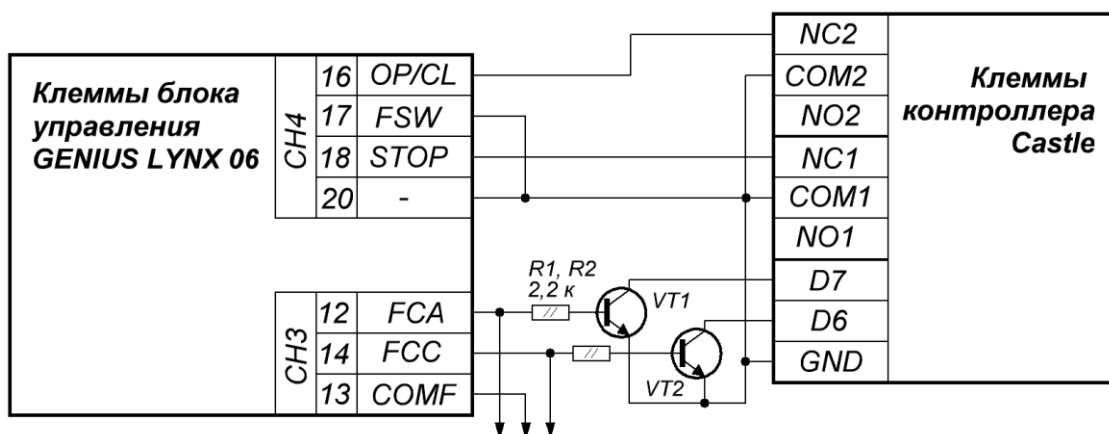 Клеммы блока
управления
GENIUS LYNX 06
CH4
16 OP/CL
17 FSW
18 STOP
20 -
CH3
12 FCA
14 FCC
13 COMF
R1, R2
2,2 к
VT1
VT2
NC2
COM2
NO2
NC1
COM1
NO1
D7
D6
GND
Клеммы
контроллера
Castle